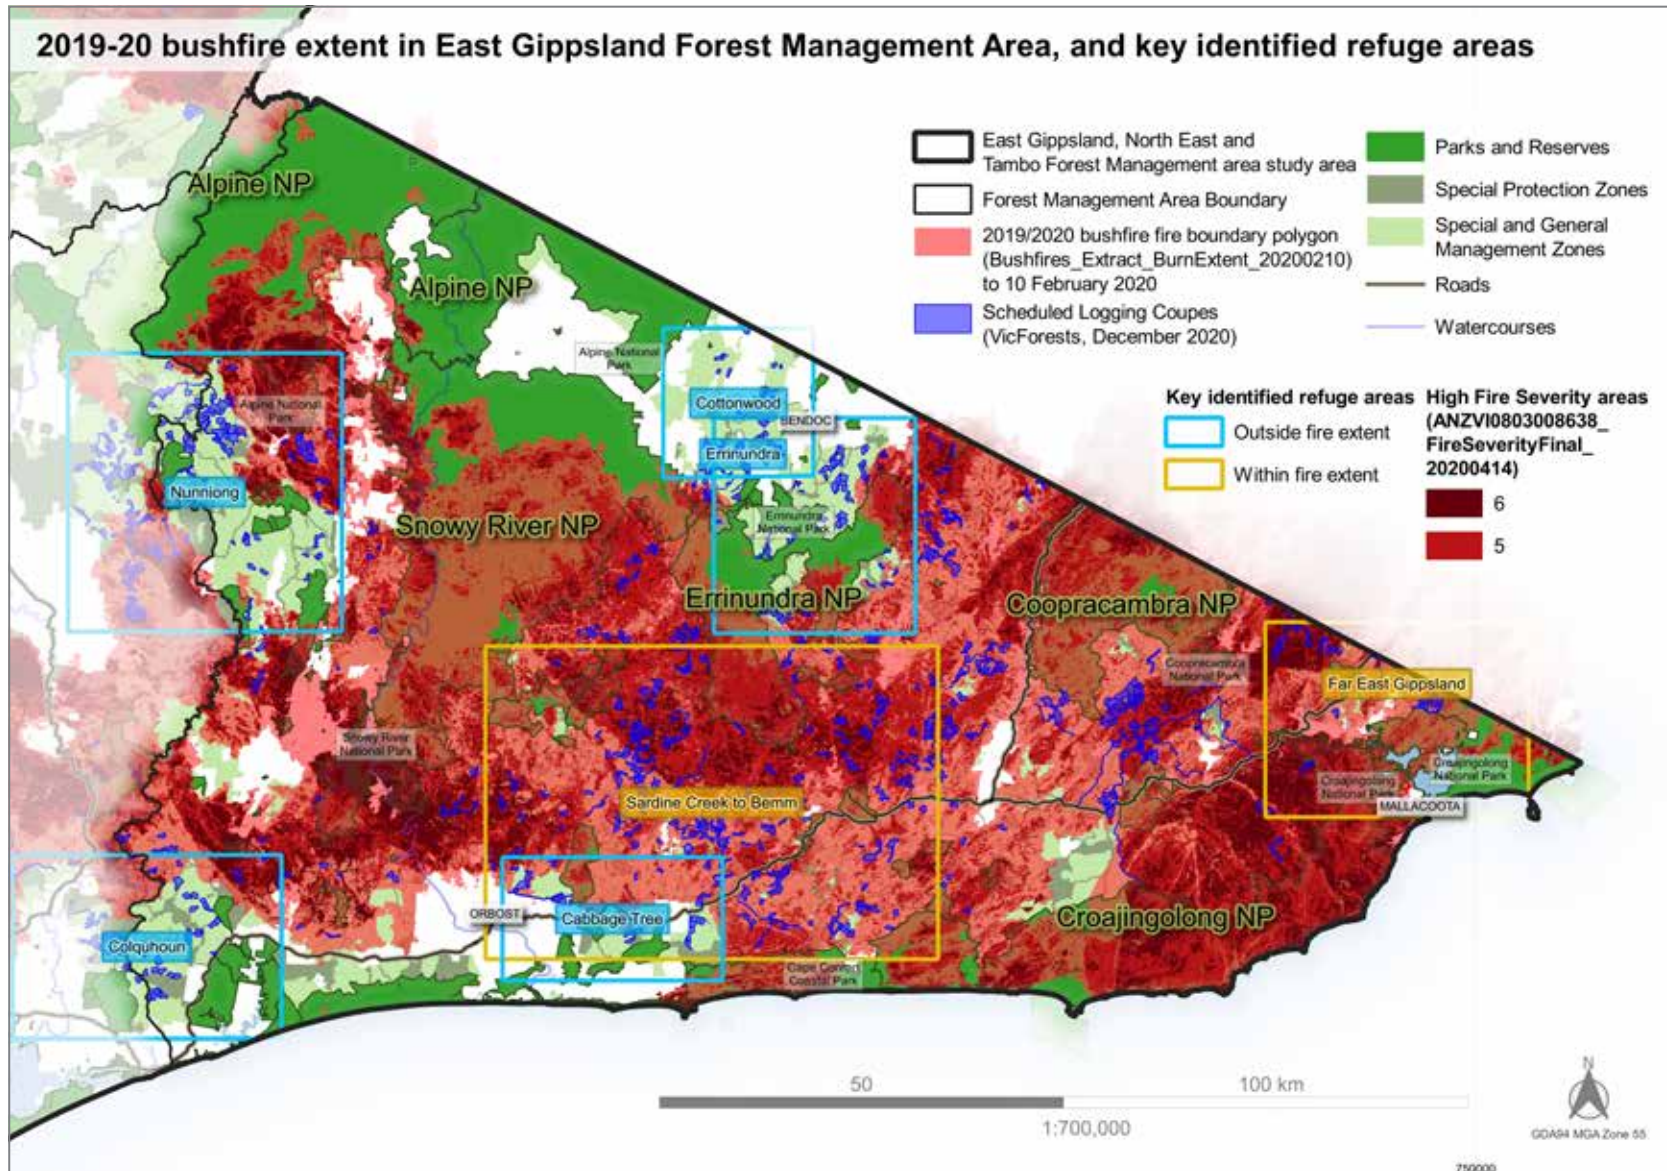 2019-20 bushfire extent in East Gippsland Forest Management Area, and key identified refuge areas
East Gippsland, North East and
Tambo Forest Management area study area
Forest Management Area Boundary
2019/2020 bushfire fire boundary polygon
(Bushfires_Extract_BurnExtent_20200210)
to 10 February 2020
Scheduled Logging Coupes
(VicForests, December 2020)
Parks and Reserves
Special Protection Zones
Special and General
Management Zones
Roads
Watercourses
Key identified refuge areas
Outside fire extent
Within fire extent
High Fire Severity areas
(ANZVI0803008638_
FireSeverityFinal_
20200414)
6
5
Alpine NP
Alpine NP
Alpine National
Park
Cottonwood
BENDOC
Errinundra
Alpine National
Park
Nunniong
Snowy River NP
Errinundra
National Park
Errinundra NP
Coopracambra NP
Coopracambra
National Park
Far East Gippsland
Snowy River
National Park
Croajingolong
National Park
Croajingolong
National Park
MALLACOOTA
Sardine Creek to Bemm
ORBOST
Cabbage Tree
Croajingolong NP
Colquhoun
Cape Conran
Coastal Park
50
100 km
1:700,000
N
GDA94 MGA Zone 55
750000